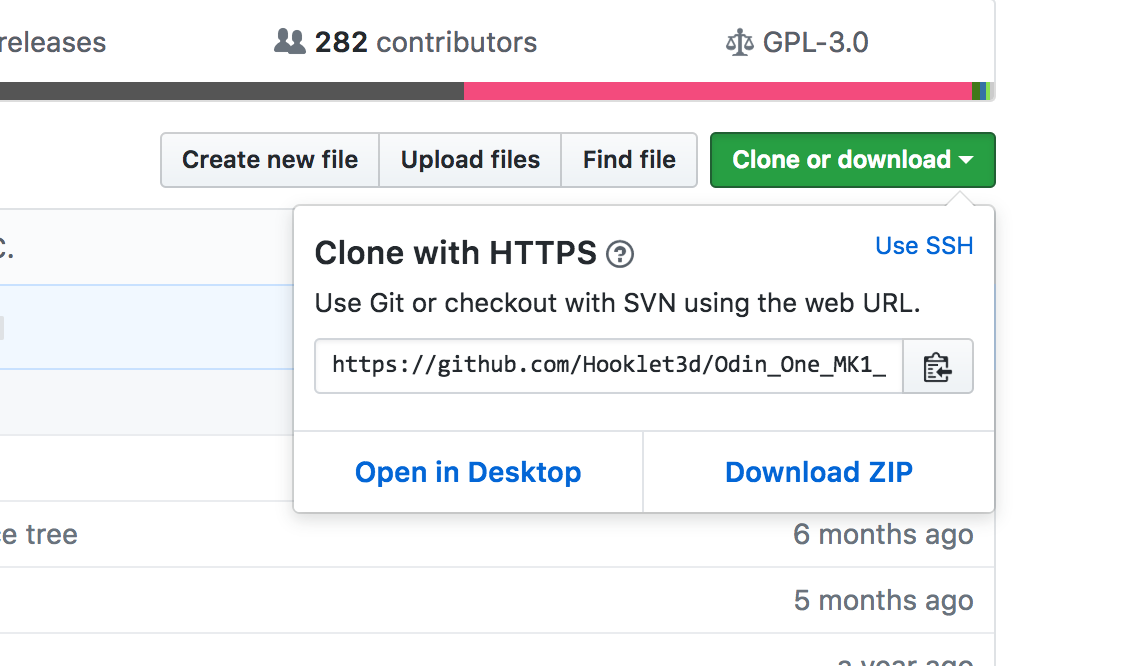 releases
282 contributors
GPL-3.0
Create new file
Upload files
Find file
Clone or download
Clone with HTTPS ?
Use SSH
Use Git or checkout with SVN using the web URL.
https://github.com/Hooklet3d/Odin_One_MK1_
Open in Desktop
Download ZIP
tree
6 months ago
5 months ago
a year ago